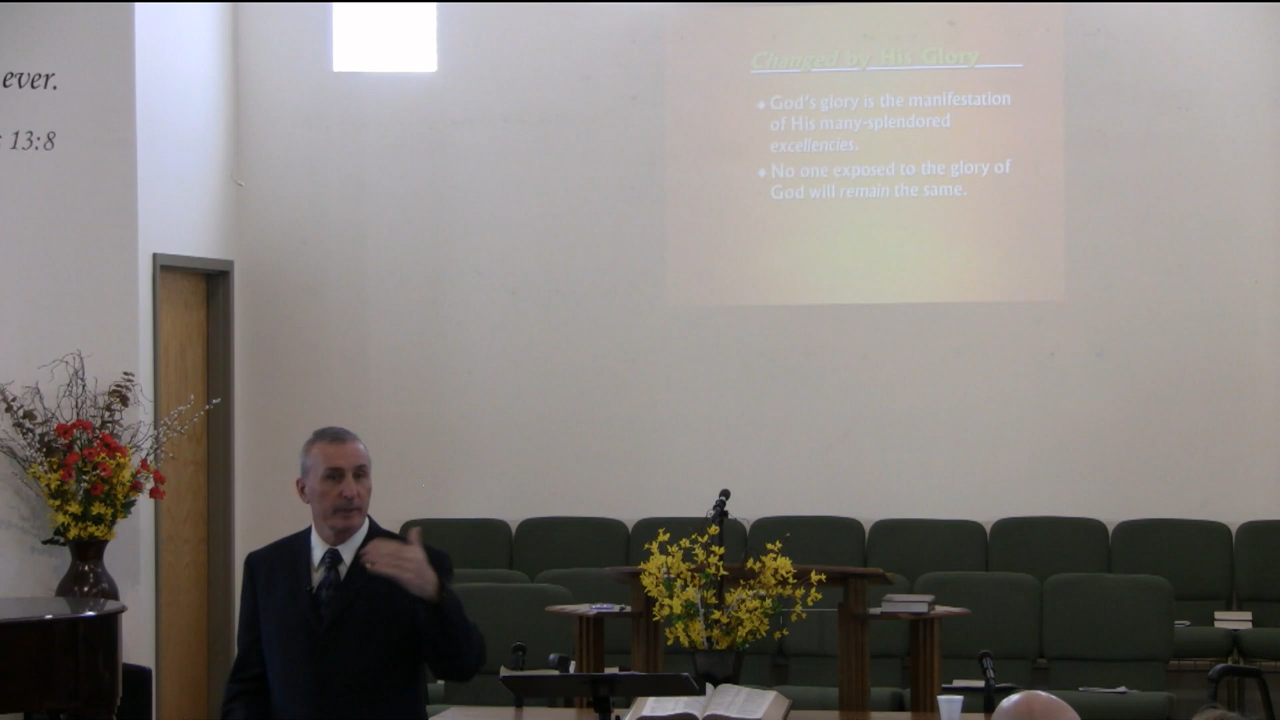 ever.
13:8
Changed by His Glory
God's glory is the manifestation
of His many-splendored
excellencies.
No one exposed to the glory of
God will remain the same.